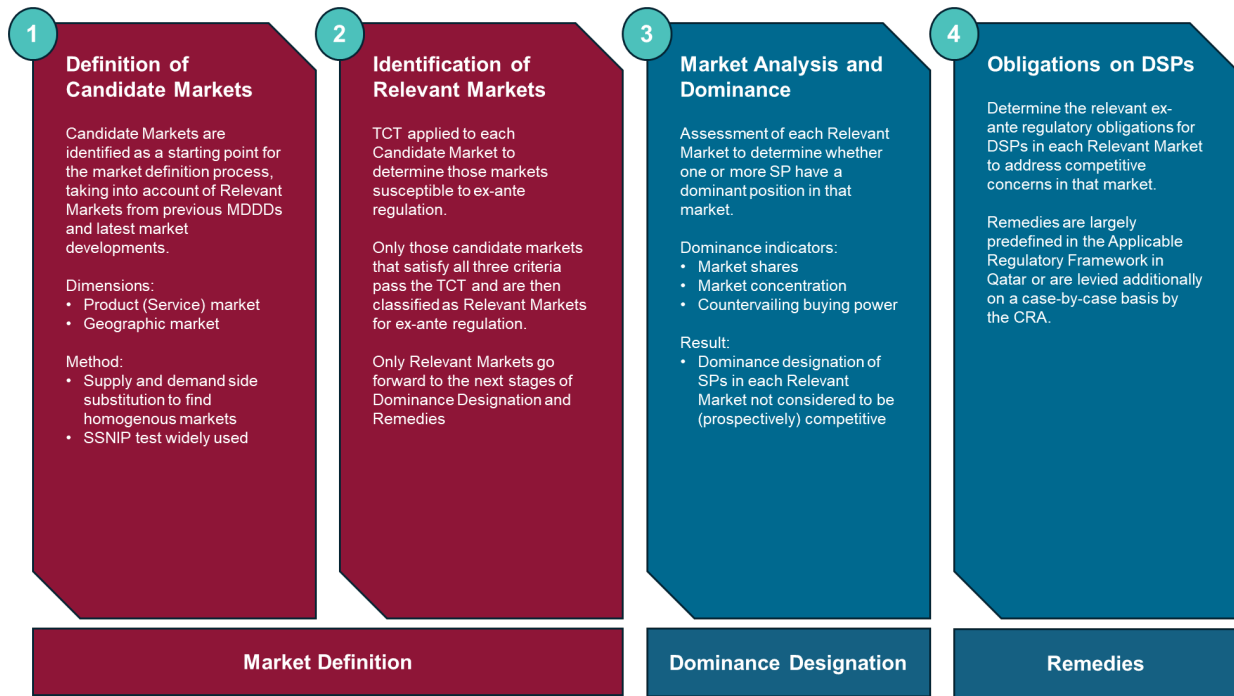 1
Definition of
Candidate Markets
Candidate Markets are
identified as a starting point for
the market definition process,
taking into account of Relevant
Markets from previous MDDDs
and latest market
developments.
Dimensions:
• Product (Service) market
• Geographic market
Method:
• Supply and demand side
substitution to find
homogenous markets
• SSNIP test widely used
2
Identification of
Relevant Markets
TCT applied to each
Candidate Market to
determine those markets
susceptible to ex-ante
regulation.
Only those candidate markets
that satisfy all three criteria
pass the TCT and are then
classified as Relevant Markets
for ex-ante regulation.
Only Relevant Markets go
forward to the next stages of
Dominance Designation and
Remedies
3
Market Analysis and
Dominance
Assessment of each Relevant
Market to determine whether
one or more SP have a
dominant position in that
market.
Dominance indicators:
• Market shares
• Market concentration
• Countervailing buying power
Result:
• Dominance designation of
SPs in each Relevant
Market not considered to be
(prospectively) competitive
4
Obligations on DSPs
Determine the relevant ex-
ante regulatory obligations for
DSPs in each Relevant Market
to address competitive
concerns in that market.
Remedies are largely
predefined in the Applicable
Regulatory Framework in
Qatar or are levied additionally
on a case-by-case basis by
the CRA.
Market Definition
Dominance Designation
Remedies